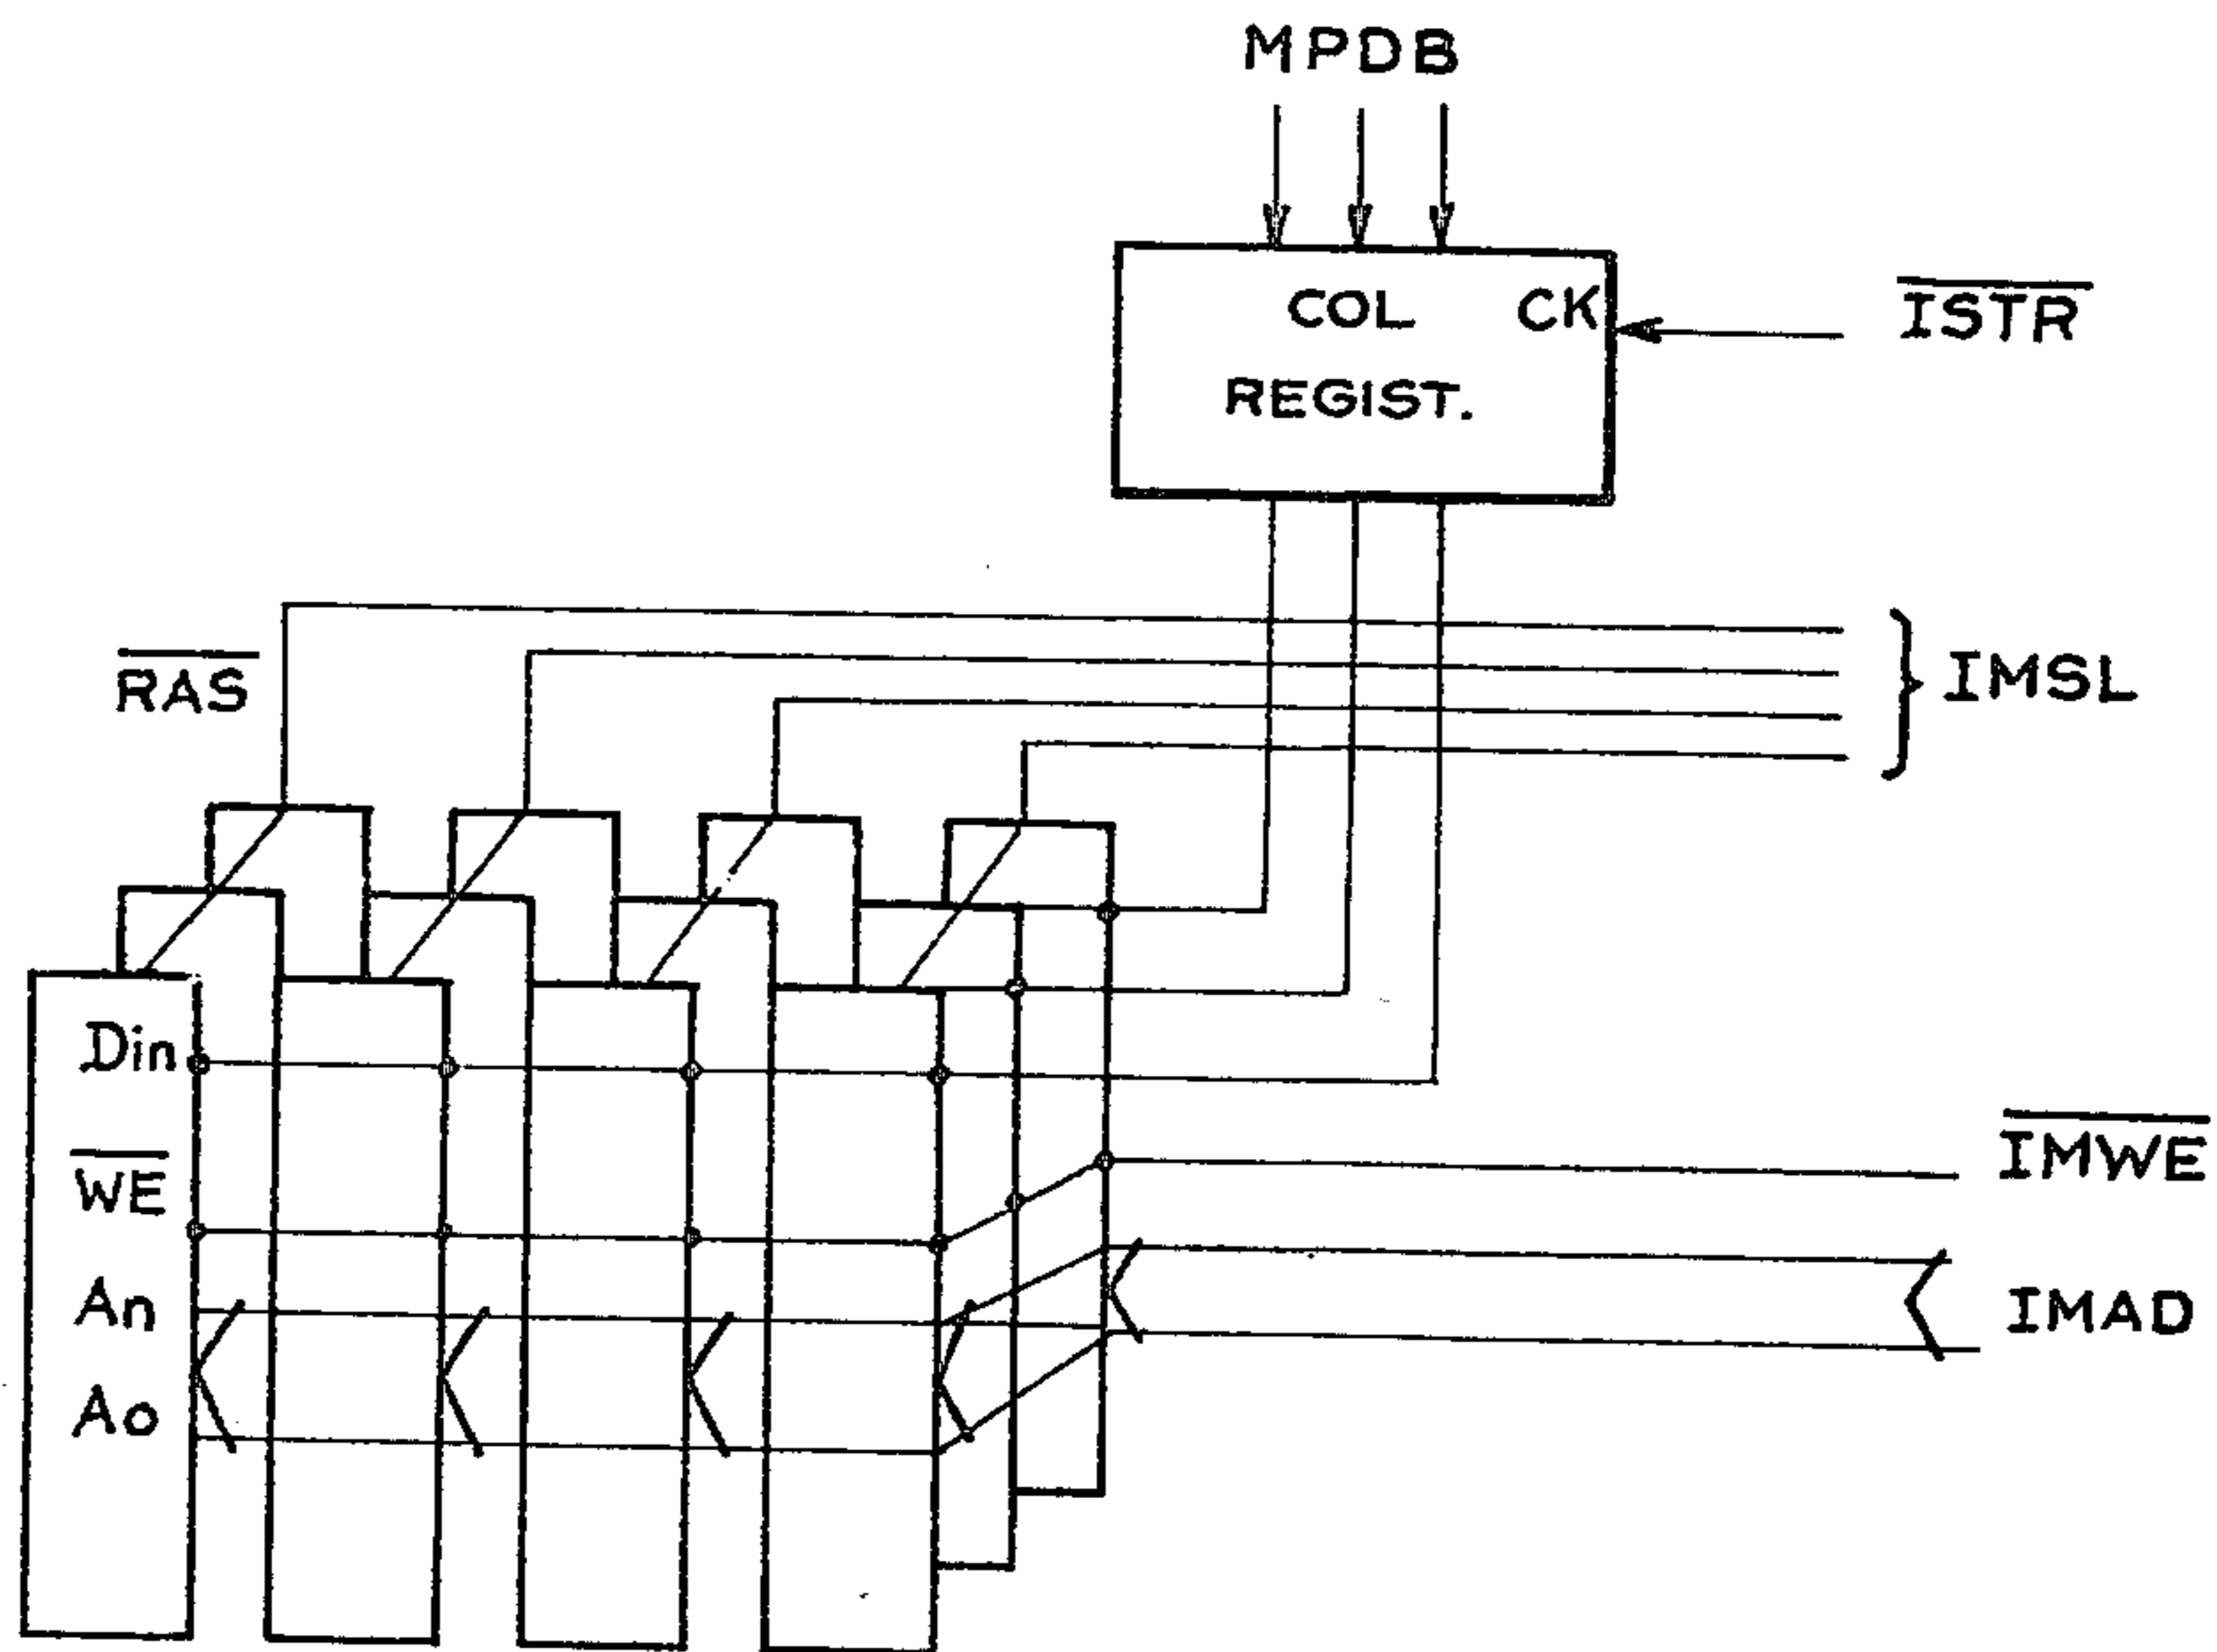 MPDB
COL CK
REGIST.
ISTR
RAS
IMSL
Din
WE
IMWE
An
IMAD
Ao